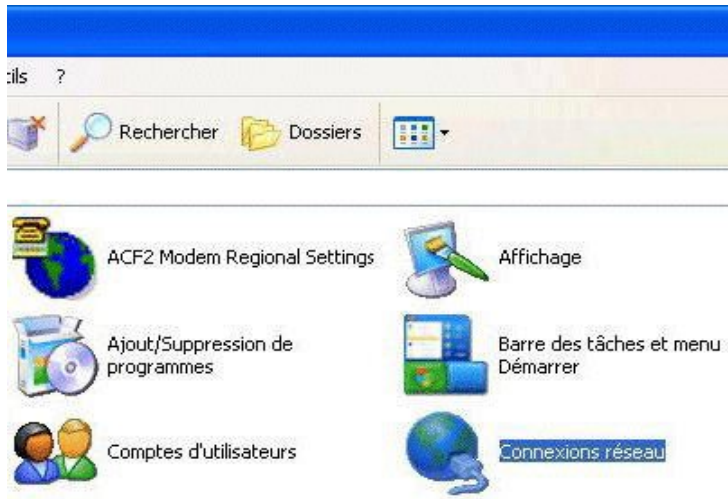 ils ?
Rechercher Dossiers
ACF2 Modem Regional Settings
Affichage
Ajout/Suppression de
programmes
Barre des tâches et menu
Démarrer
Comptes d'utilisateurs
Connexions réseau